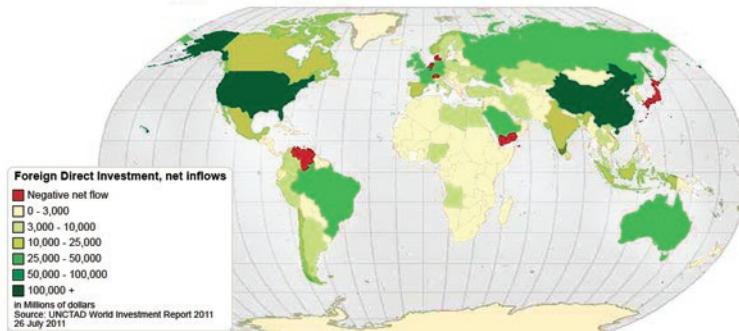 Foreign Direct Investment, net inflows
Negative net flow
0 - 3,000
3,000 - 10,000
10,000 - 25,000
25,000 - 50,000
50,000 - 100,000
100,000 +
in Millions of dollars
Source: UNCTAD World Investment Report 2011
26 July 2011